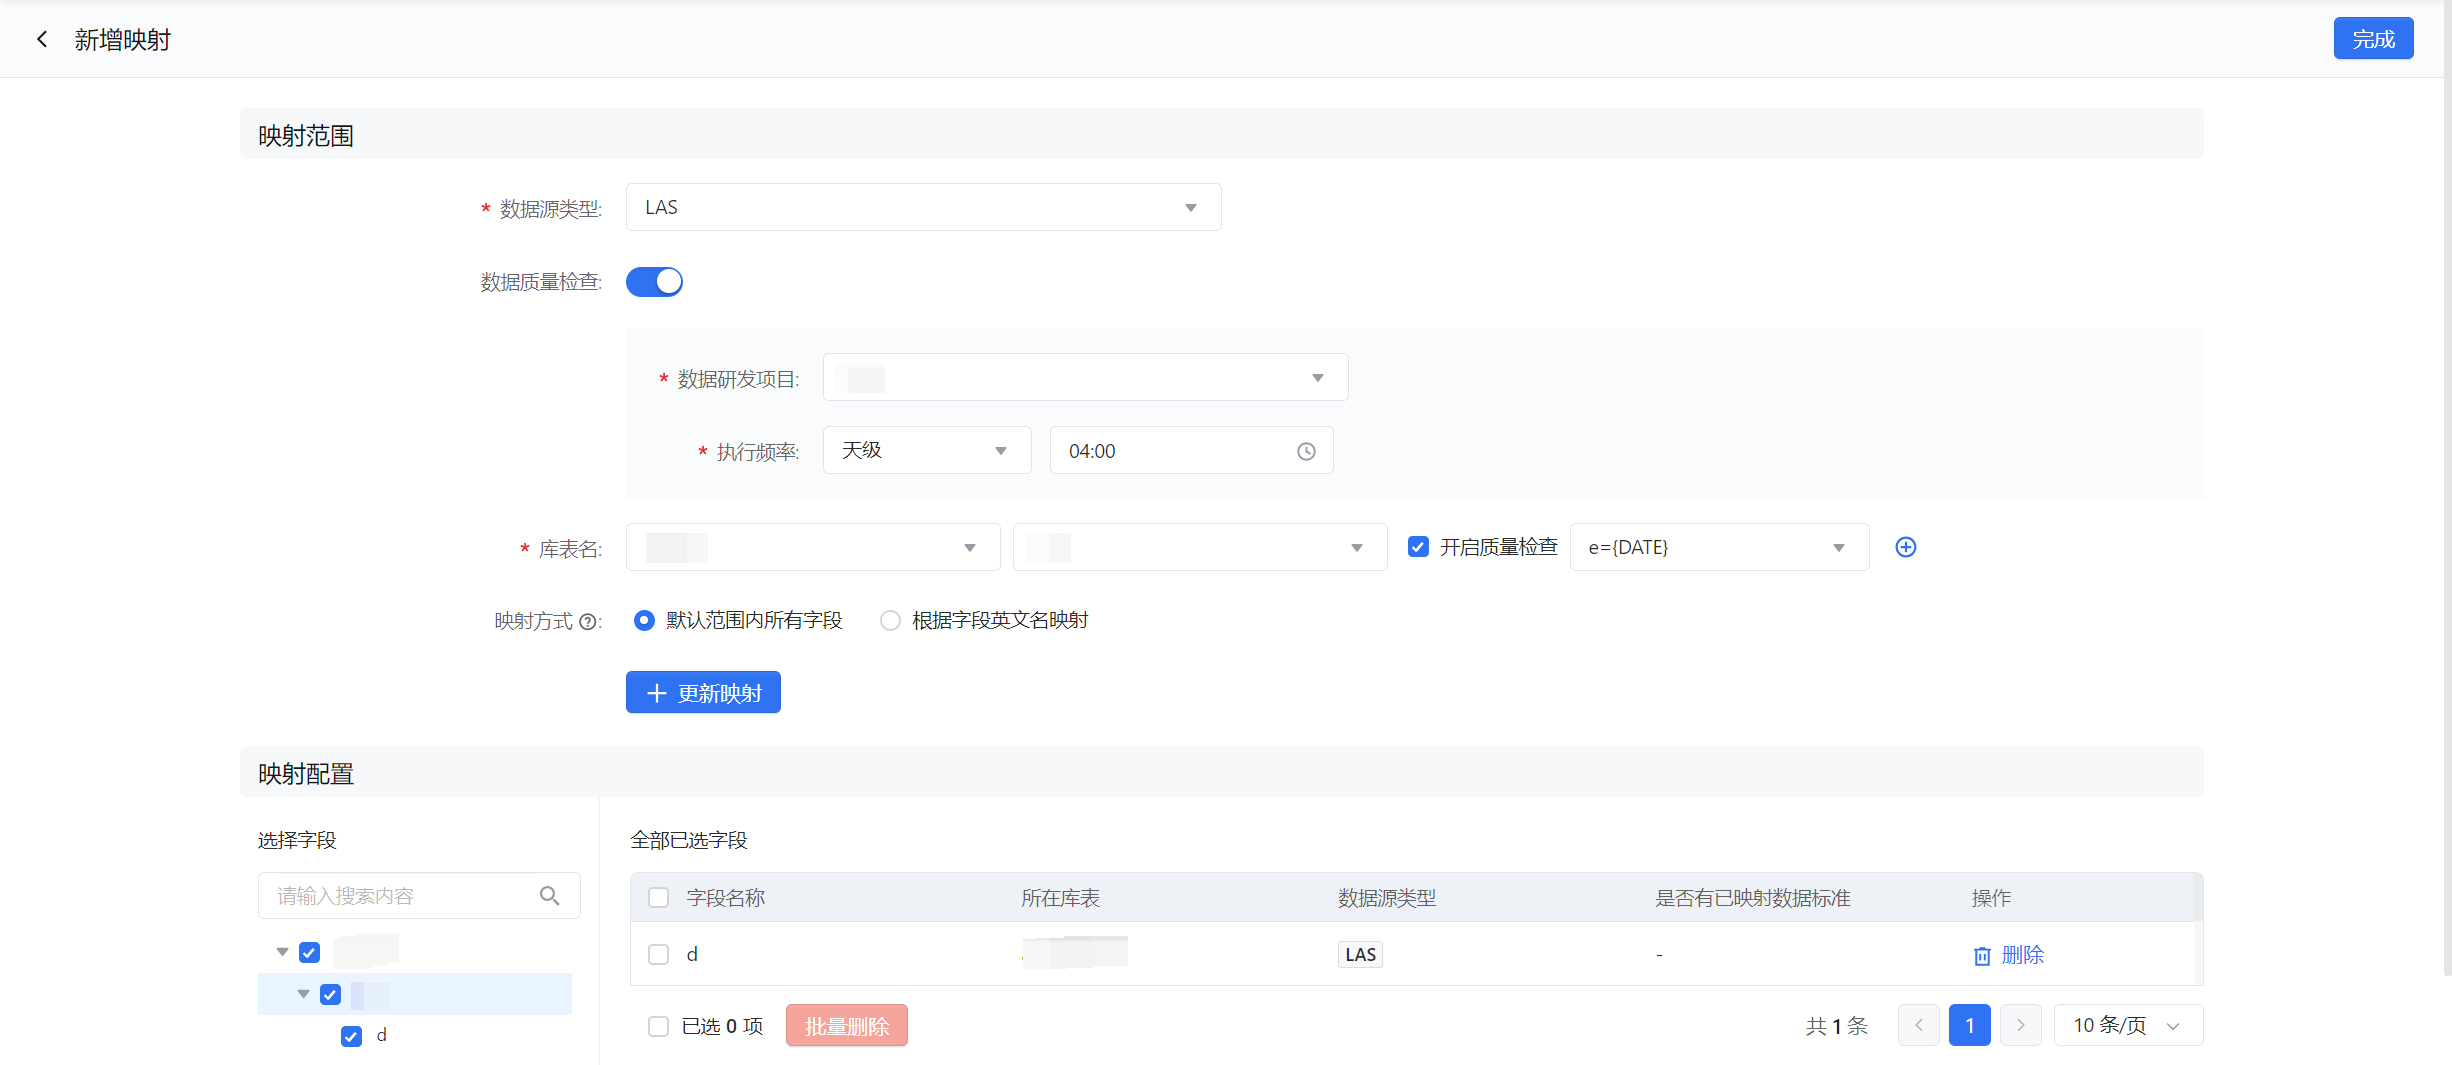 新增映射
完成
映射范围
* 数据源类型: LAS
数据质量检查:
* 数据研发项目:
* 执行频率: 天级 04:00
* 库表名: 开启质量检查 e={DATE}
映射方式 ?: 默认范围内所有字段 根据字段英文名映射
更新映射
映射配置
选择字段
请输入搜索内容
d
全部已选字段
字段名称 所在库表 数据源类型 是否有已映射数据标准 操作
d LAS - 删除
已选 0 项 批量删除 共 1 条 1 10 条/页